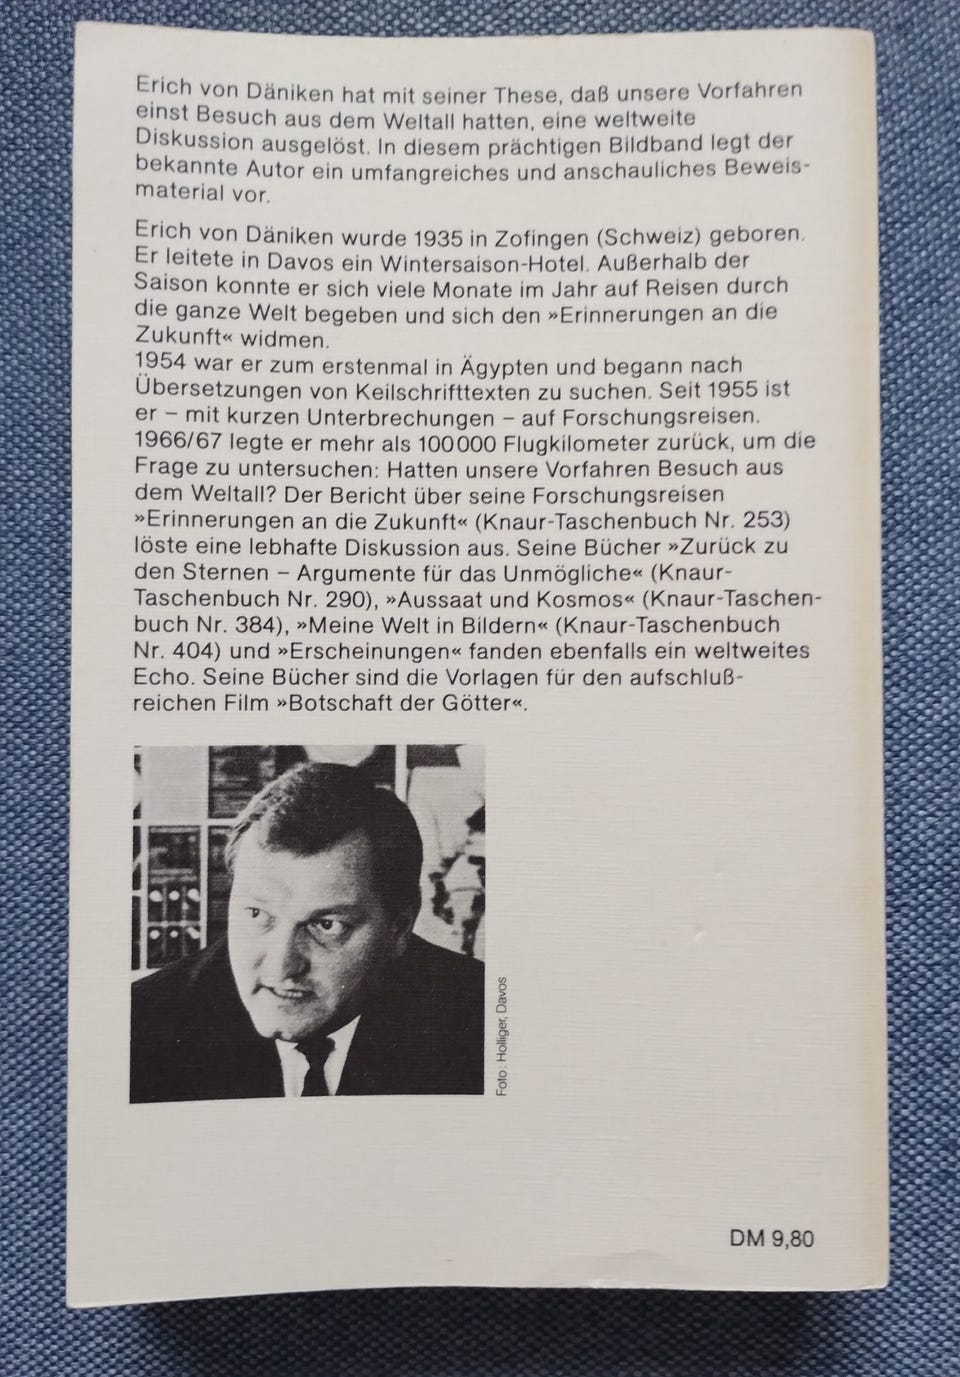 Erich von Däniken hat mit seiner These, daß unsere Vorfahren
einst Besuch aus dem Weltall hatten, eine weltweite
Diskussion ausgelöst. In diesem prächtigen Bildband legt der
bekannte Autor ein umfangreiches und anschauliches Beweis-
material vor.
Erich von Däniken wurde 1935 in Zofingen (Schweiz) geboren.
Er leitete in Davos ein Wintersaison-Hotel. Außerhalb der
Saison konnte er sich viele Monate im Jahr auf Reisen durch
die ganze Welt begeben und sich den »Erinnerungen an die
Zukunft« widmen.
1954 war er zum erstenmal in Ägypten und begann nach
Übersetzungen von Keilschrifttexten zu suchen. Seit 1955 ist
er – mit kurzen Unterbrechungen – auf Forschungsreisen.
1966/67 legte er mehr als 100000 Flugkilometer zurück, um die
Frage zu untersuchen: Hatten unsere Vorfahren Besuch aus
dem Weltall? Der Bericht über seine Forschungsreisen
»Erinnerungen an die Zukunft« (Knaur-Taschenbuch Nr. 253)
löste eine lebhafte Diskussion aus. Seine Bücher »Zurück zu
den Sternen – Argumente für das Unmögliche« (Knaur-
Taschenbuch Nr. 290), »Aussaat und Kosmos« (Knaur-Taschen-
buch Nr. 384), »Meine Welt in Bildern« (Knaur-Taschenbuch
Nr. 404) und »Erscheinungen« fanden ebenfalls ein weltweites
Echo. Seine Bücher sind die Vorlagen für den aufschluß-
reichen Film »Botschaft der Götter«.
Foto: Holliger, Davos
DM 9,80